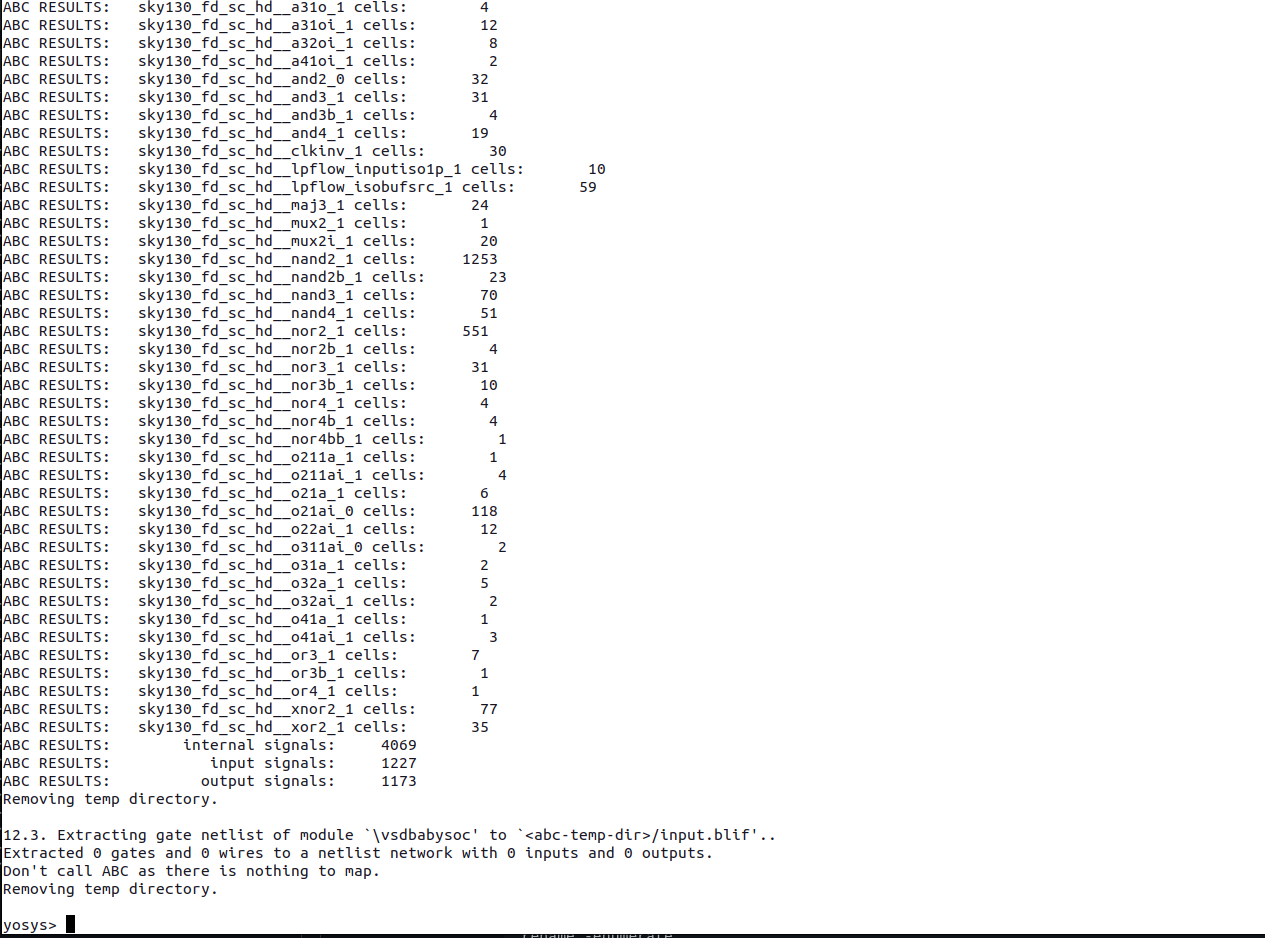 ABC RESULTS:   sky130_fd_sc_hd__a31o_1 cells:        4
ABC RESULTS:   sky130_fd_sc_hd__a31oi_1 cells:       12
ABC RESULTS:   sky130_fd_sc_hd__a32oi_1 cells:        8
ABC RESULTS:   sky130_fd_sc_hd__a41oi_1 cells:        2
ABC RESULTS:   sky130_fd_sc_hd__and2_0 cells:       32
ABC RESULTS:   sky130_fd_sc_hd__and3_1 cells:       31
ABC RESULTS:   sky130_fd_sc_hd__and3b_1 cells:        4
ABC RESULTS:   sky130_fd_sc_hd__and4_1 cells:       19
ABC RESULTS:   sky130_fd_sc_hd__clkinv_1 cells:       30
ABC RESULTS:   sky130_fd_sc_hd__lpflow_inputiso1p_1 cells:       10
ABC RESULTS:   sky130_fd_sc_hd__lpflow_isobufsrc_1 cells:       59
ABC RESULTS:   sky130_fd_sc_hd__maj3_1 cells:       24
ABC RESULTS:   sky130_fd_sc_hd__mux2_1 cells:        1
ABC RESULTS:   sky130_fd_sc_hd__mux2i_1 cells:       20
ABC RESULTS:   sky130_fd_sc_hd__nand2_1 cells:     1253
ABC RESULTS:   sky130_fd_sc_hd__nand2b_1 cells:       23
ABC RESULTS:   sky130_fd_sc_hd__nand3_1 cells:       70
ABC RESULTS:   sky130_fd_sc_hd__nand4_1 cells:       51
ABC RESULTS:   sky130_fd_sc_hd__nor2_1 cells:      551
ABC RESULTS:   sky130_fd_sc_hd__nor2b_1 cells:        4
ABC RESULTS:   sky130_fd_sc_hd__nor3_1 cells:       31
ABC RESULTS:   sky130_fd_sc_hd__nor3b_1 cells:       10
ABC RESULTS:   sky130_fd_sc_hd__nor4_1 cells:        4
ABC RESULTS:   sky130_fd_sc_hd__nor4b_1 cells:        4
ABC RESULTS:   sky130_fd_sc_hd__nor4bb_1 cells:        1
ABC RESULTS:   sky130_fd_sc_hd__o211a_1 cells:        1
ABC RESULTS:   sky130_fd_sc_hd__o211ai_1 cells:        4
ABC RESULTS:   sky130_fd_sc_hd__o21a_1 cells:        6
ABC RESULTS:   sky130_fd_sc_hd__o21ai_0 cells:      118
ABC RESULTS:   sky130_fd_sc_hd__o22ai_1 cells:       12
ABC RESULTS:   sky130_fd_sc_hd__o311ai_0 cells:        2
ABC RESULTS:   sky130_fd_sc_hd__o31a_1 cells:        2
ABC RESULTS:   sky130_fd_sc_hd__o32a_1 cells:        5
ABC RESULTS:   sky130_fd_sc_hd__o32ai_1 cells:        2
ABC RESULTS:   sky130_fd_sc_hd__o41a_1 cells:        1
ABC RESULTS:   sky130_fd_sc_hd__o41ai_1 cells:        3
ABC RESULTS:   sky130_fd_sc_hd__or3_1 cells:        7
ABC RESULTS:   sky130_fd_sc_hd__or3b_1 cells:        1
ABC RESULTS:   sky130_fd_sc_hd__or4_1 cells:        1
ABC RESULTS:   sky130_fd_sc_hd__xnor2_1 cells:       77
ABC RESULTS:   sky130_fd_sc_hd__xor2_1 cells:       35
ABC RESULTS:        internal signals:     4069
ABC RESULTS:           input signals:     1227
ABC RESULTS:          output signals:     1173
Removing temp directory.

12.3. Extracting gate netlist of module `\vsdbabysoc' to `<abc-temp-dir>/input.blif'..
Extracted 0 gates and 0 wires to a netlist network with 0 inputs and 0 outputs.
Don't call ABC as there is nothing to map.
Removing temp directory.

yosys>